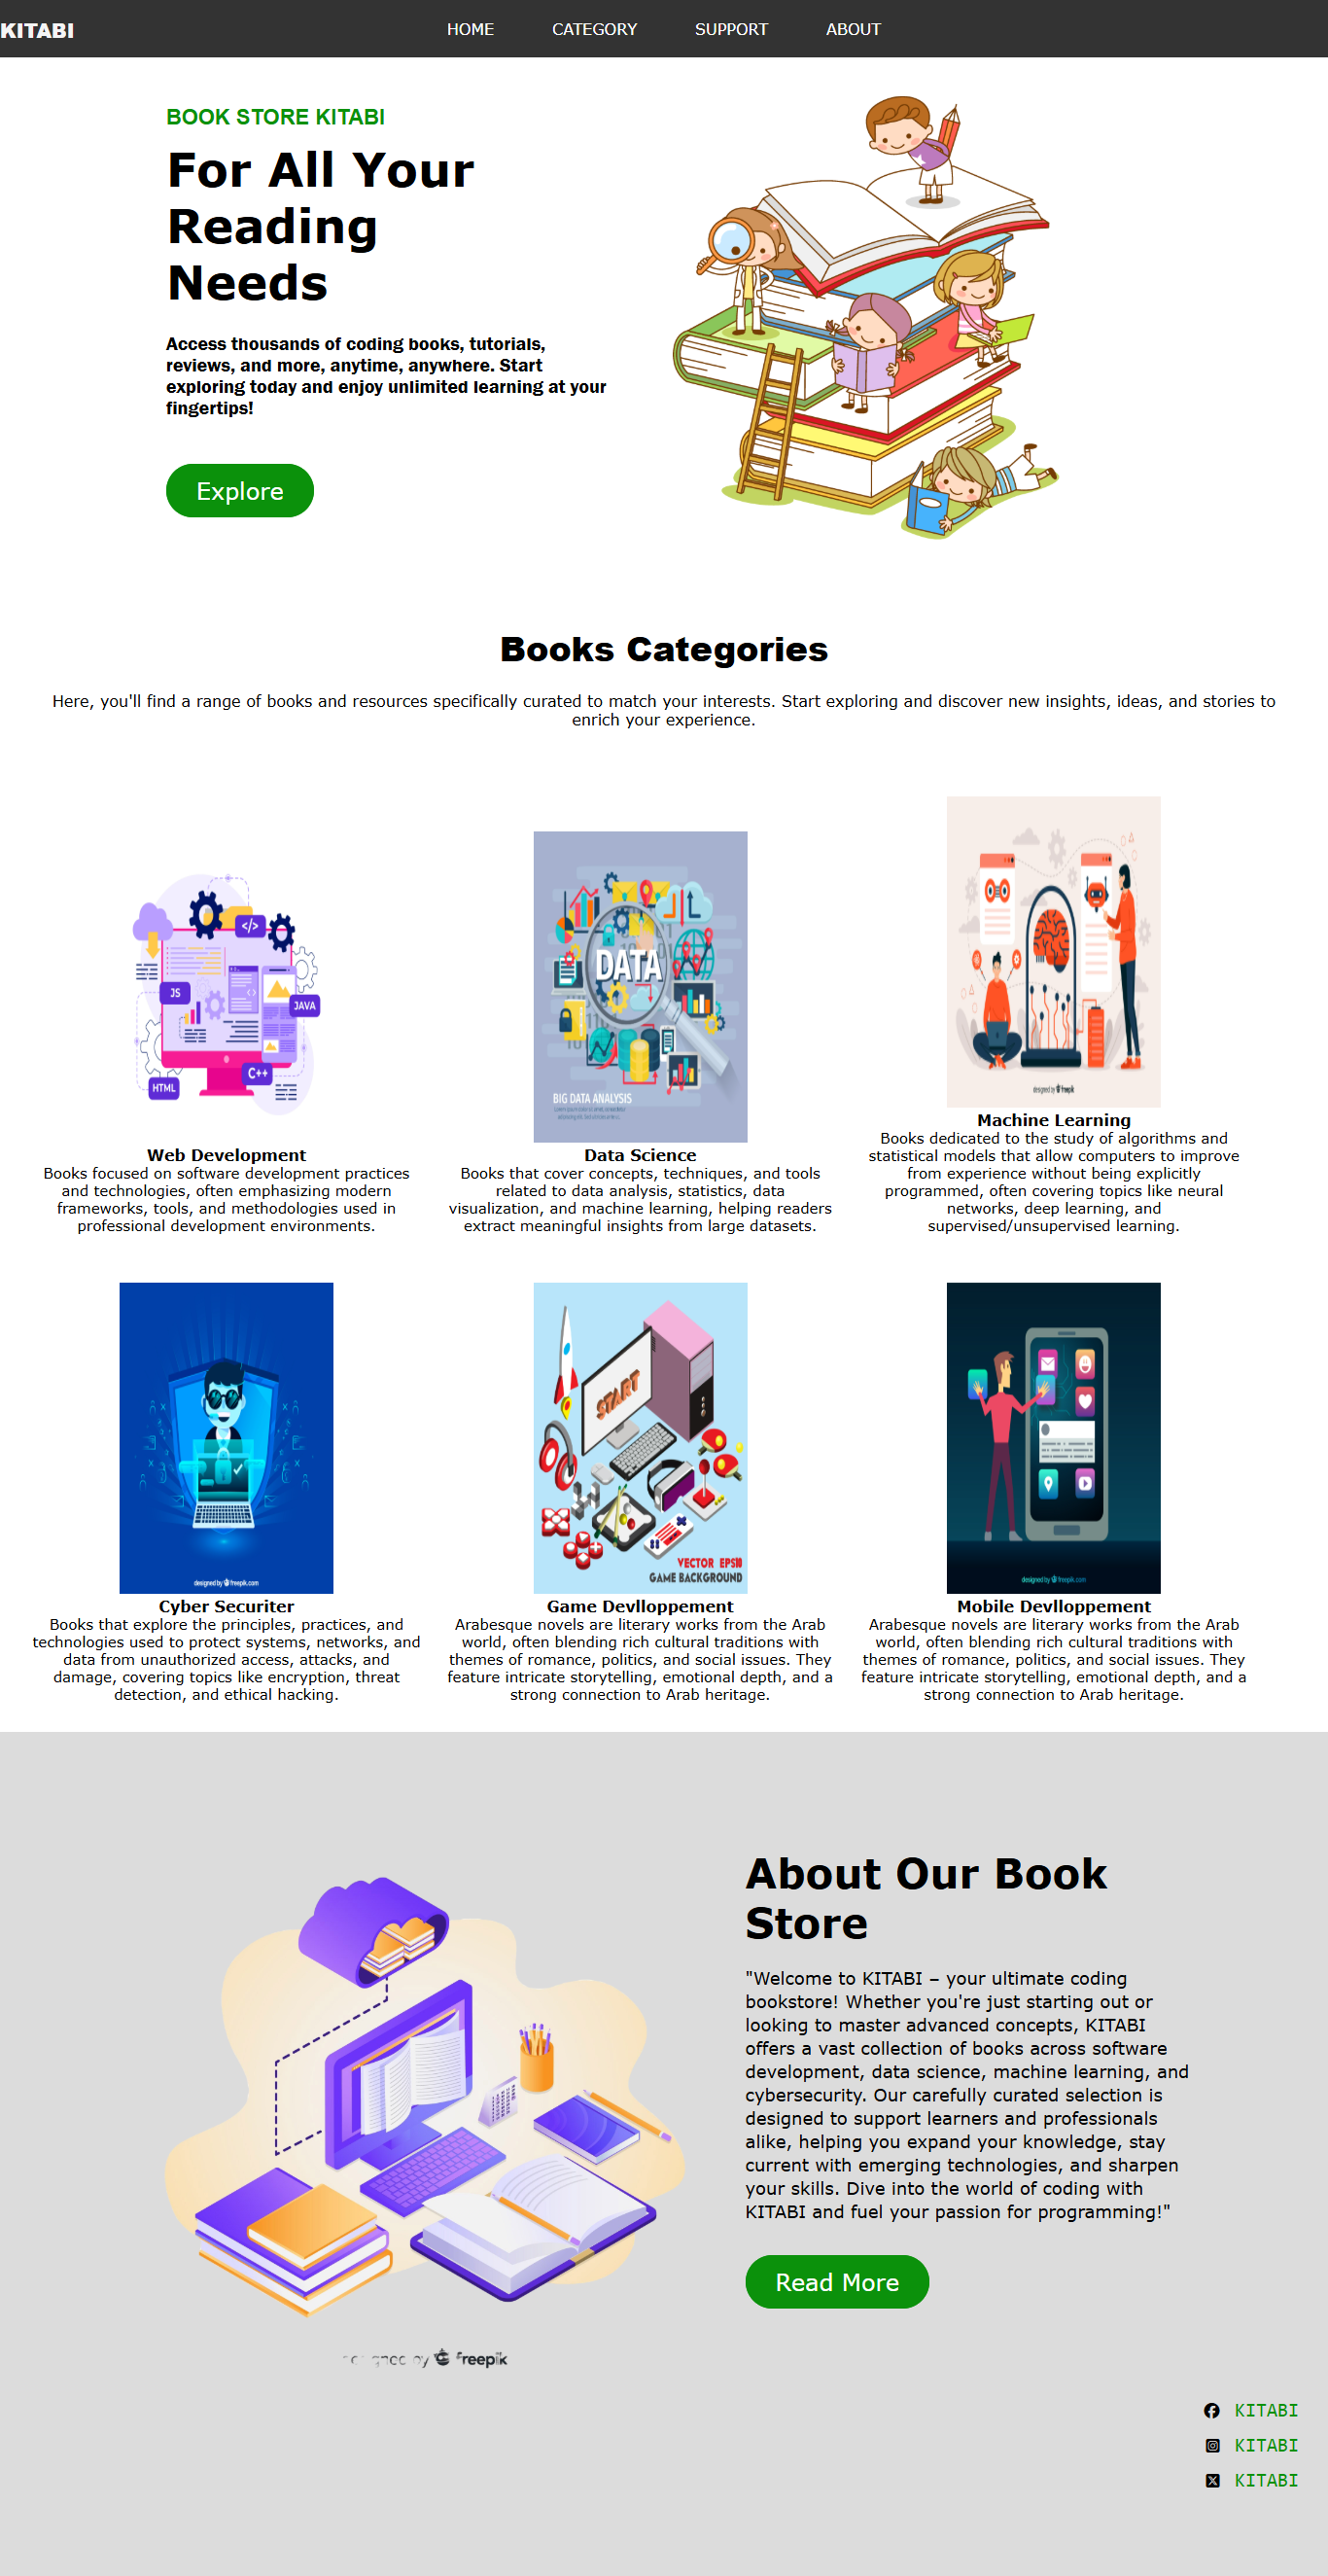 KITABI
HOME CATEGORY SUPPORT ABOUT
BOOK STORE KITABI
For All Your
Reading
Needs
Access thousands of coding books, tutorials,
reviews, and more, anytime, anywhere. Start
exploring today and enjoy unlimited learning at your
fingertips!
Explore
Books Categories
Here, you'll find a range of books and resources specifically curated to match your interests. Start exploring and discover new insights, ideas, and stories to
enrich your experience.
</>
JS
JAVA
C++
HTML
Web Development
Books focused on software development practices
and technologies, often emphasizing modern
frameworks, tools, and methodologies used in
professional development environments.
DATA
BIG DATA ANALYSIS
Data Science
Books that cover concepts, techniques, and tools
related to data analysis, statistics, data
visualization, and machine learning, helping readers
extract meaningful insights from large datasets.
designed by freepik
Machine Learning
Books dedicated to the study of algorithms and
statistical models that allow computers to improve
from experience without being explicitly
programmed, often covering topics like neural
networks, deep learning, and
supervised/unsupervised learning.
designed by freepik.com
Cyber Securiter
Books that explore the principles, practices, and
technologies used to protect systems, networks, and
data from unauthorized access, attacks, and
damage, covering topics like encryption, threat
detection, and ethical hacking.
START
VECTOR EPS10
GAME BACKGROUND
Game Devlloppement
Arabesque novels are literary works from the Arab
world, often blending rich cultural traditions with
themes of romance, politics, and social issues. They
feature intricate storytelling, emotional depth, and a
strong connection to Arab heritage.
designed by freepik.com
Mobile Devlloppement
Arabesque novels are literary works from the Arab
world, often blending rich cultural traditions with
themes of romance, politics, and social issues. They
feature intricate storytelling, emotional depth, and a
strong connection to Arab heritage.
About Our Book
Store
"Welcome to KITABI – your ultimate coding
bookstore! Whether you're just starting out or
looking to master advanced concepts, KITABI
offers a vast collection of books across software
development, data science, machine learning, and
cybersecurity. Our carefully curated selection is
designed to support learners and professionals
alike, helping you expand your knowledge, stay
current with emerging technologies, and sharpen
your skills. Dive into the world of coding with
KITABI and fuel your passion for programming!"
Read More
by freepik
KITABI
KITABI
KITABI